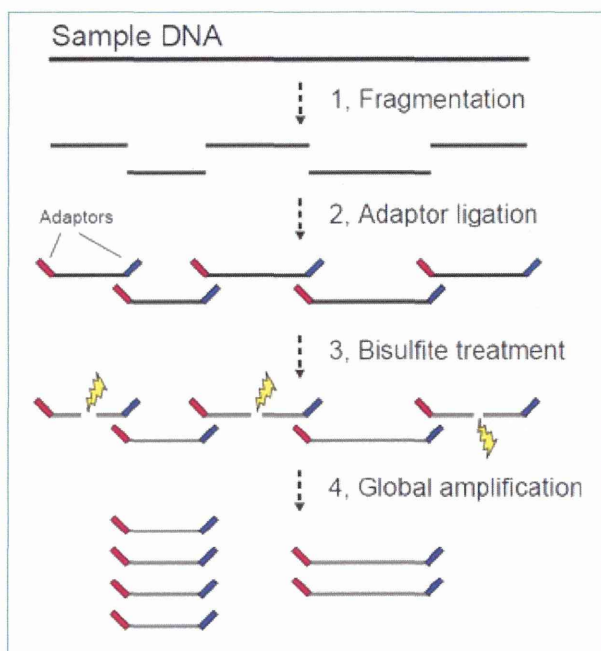 Sample DNA
1, Fragmentation
2, Adaptor ligation
Adaptors
3, Bisulfite treatment
4, Global amplification